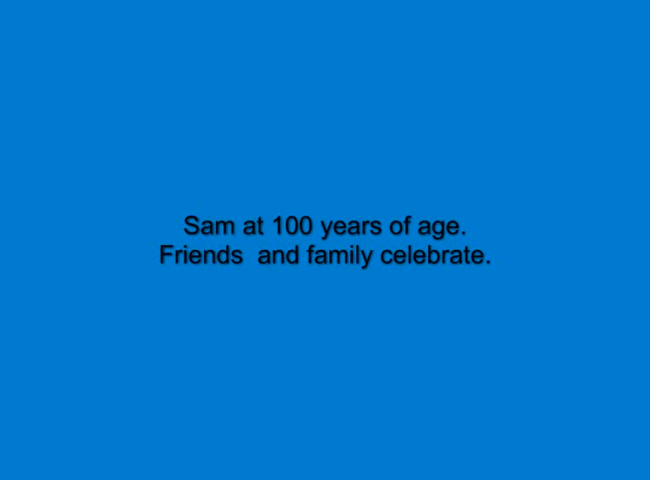 Sam at 100 years of age.
Friends  and family celebrate.